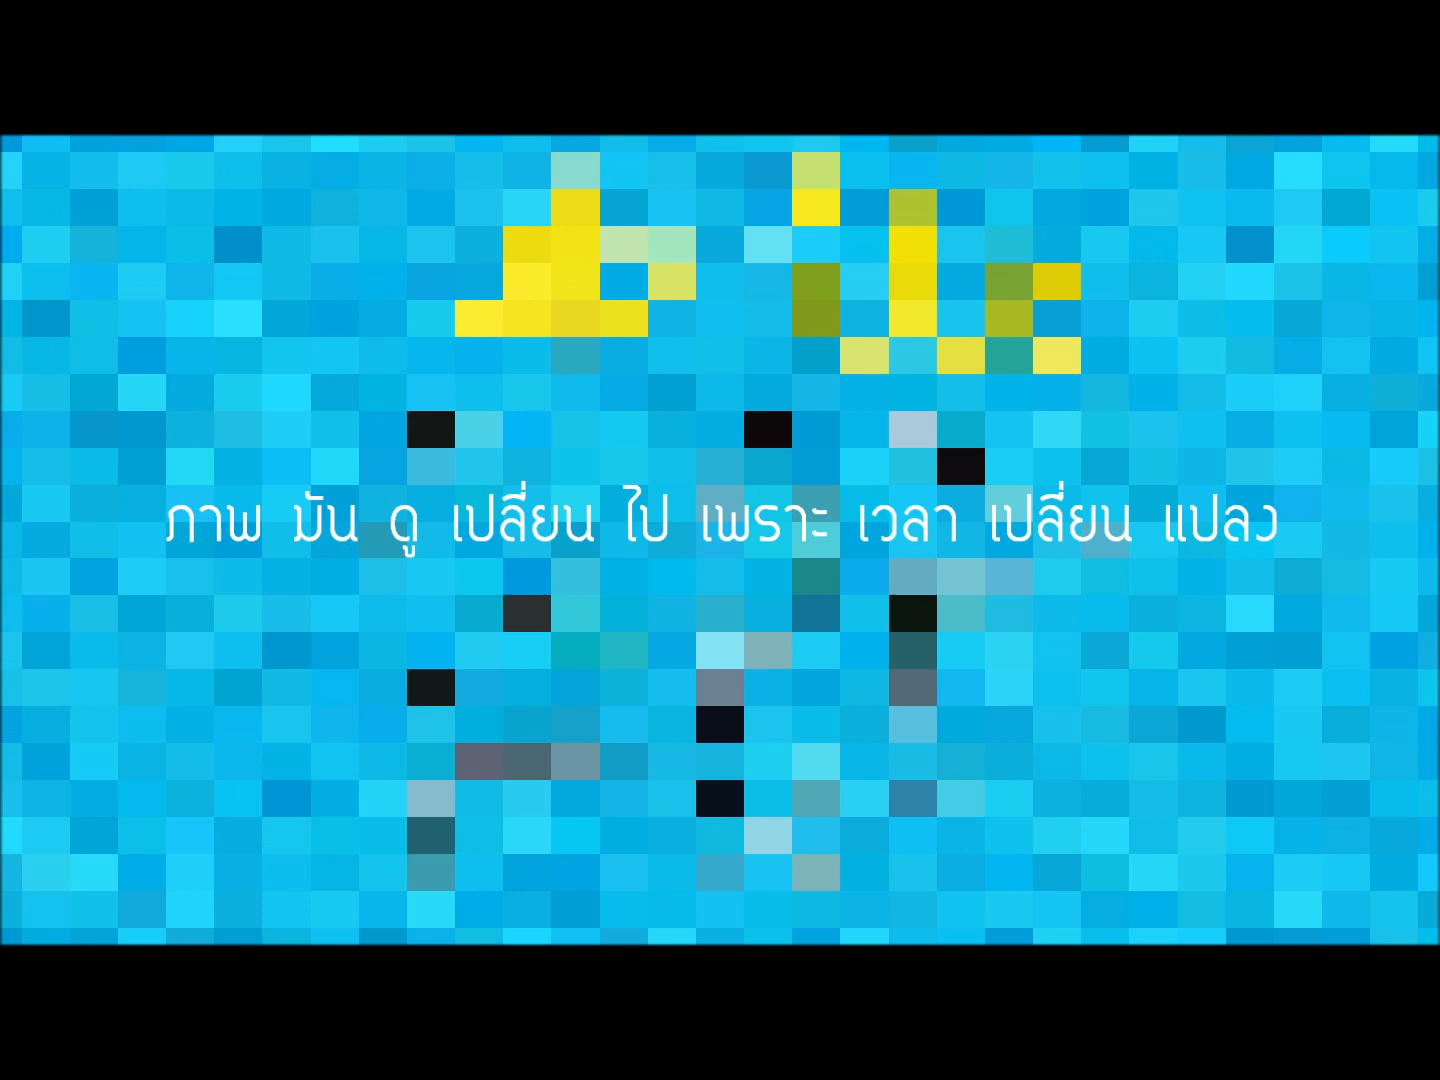 ภาพ มัน ดู เปลี่ยน ไป เพราะ เวลา เปลี่ยน แปลง